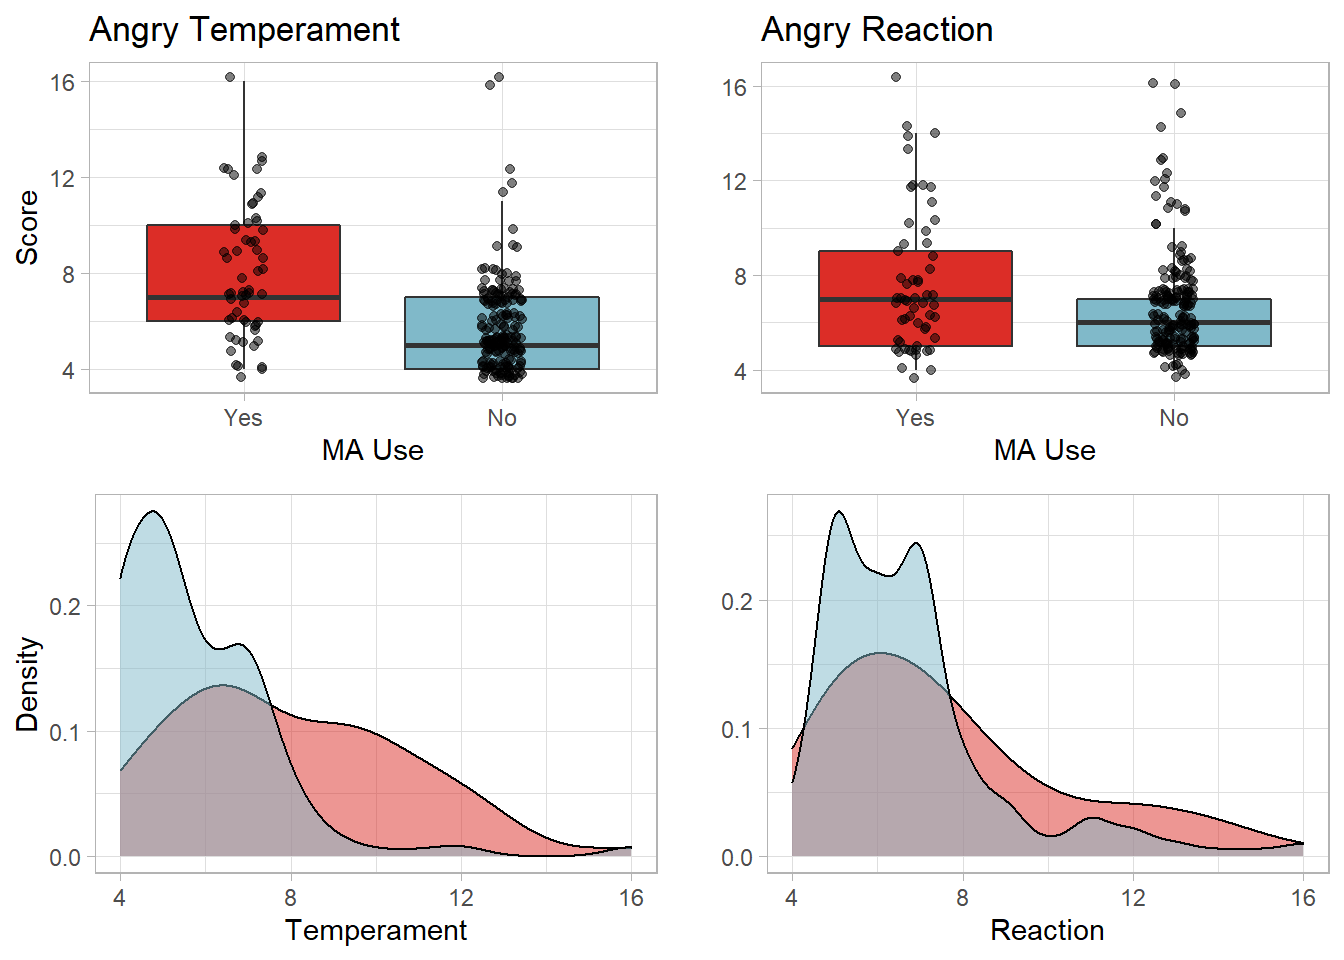 Angry Temperament
Score
16
12
8
4
Yes
No
MA Use
Angry Reaction
16
12
8
4
Yes
No
MA Use
Density
0.2
0.1
0.0
4
8
12
16
Temperament
0.2
0.1
0.0
4
8
12
16
Reaction